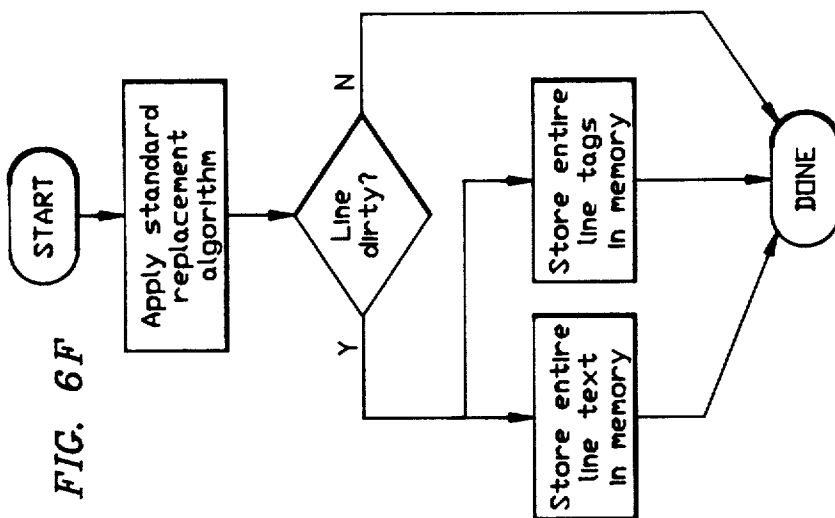 FIG. 6F
START
Apply standard
replacement
algorithm
Line
dirty?
Y
N
Store entire
line text
in memory
Store entire
line tags
in memory
DONE